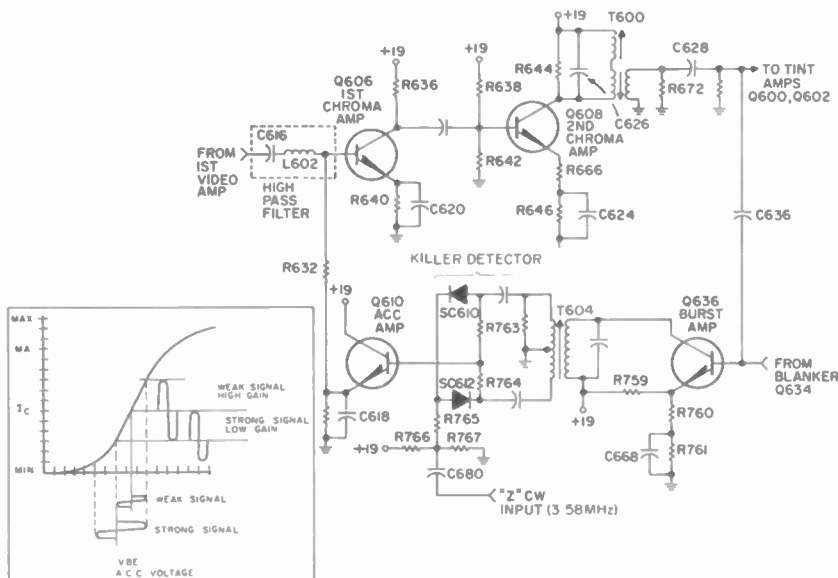 +19
T600
+19
+19
C628
Q606
1ST
CHROMA
AMP
R636
R638
R644
R672
TO TINT
AMPS
Q600,Q602
C616
L602
FROM
1ST
VIDEO
AMP
HIGH
PASS
FILTER
Q608
2ND
CHROMA
AMP
C626
R642
R666
R640
C620
R646
C624
C636
R632
KILLER DETECTOR
+19
Q610
ACC
AMP
SC610
R763
T604
Q636
BURST
AMP
SC612
R764
R759
+19
FROM
BLANKER
Q634
C618
R765
R760
+19
R766
R767
C668
R761
C680
"Z" CW
INPUT (3 58MHz)
MAX
MA
IC
MIN
WEAK SIGNAL
HIGH GAIN
STRONG SIGNAL
LOW GAIN
WEAK SIGNAL
STRONG SIGNAL
VBE
ACC VOLTAGE